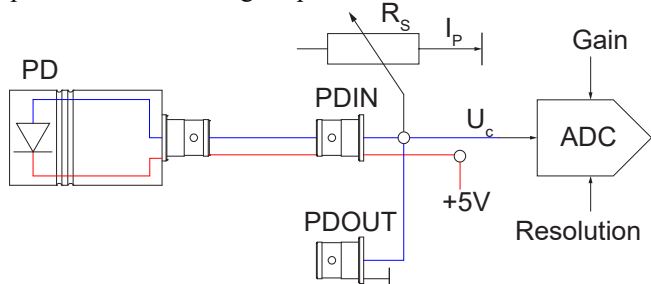 R_S
I_P
Gain
PD
PDIN
U_c
ADC
+5V
PDOUT
Resolution